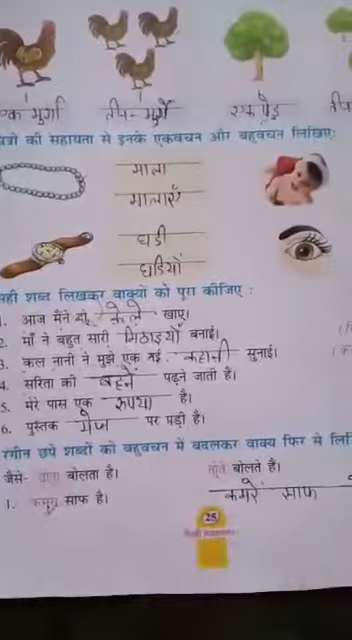 एक मुर्गा तीन मुर्गे एक पेड़
की सहायता से इनके एकवचन और बहुवचन लिखिए:
माला
मालाएँ
घडी
घडियों
सही शब्द लिखकर वाक्यों को पूरा कीजिए :
1. आज मैंने दो केले खाए।
2. माँ ने बहुत सारी मिठाइयाँ बनाई।
3. कल नानी ने मुझे एक नई कहानी सुनाई।
4. सरिता की बहनें पढ़ने जाती हैं।
5. मेरे पास एक रुपया है।
6. पुस्तक मेज पर पड़ी है।
रंगीन छपे शब्दों को बहुवचन में बदलकर वाक्य फिर से
जैसे- तोता बोलता है। तोते बोलते हैं।
1. कमरा साफ है। कमरें साफ
25